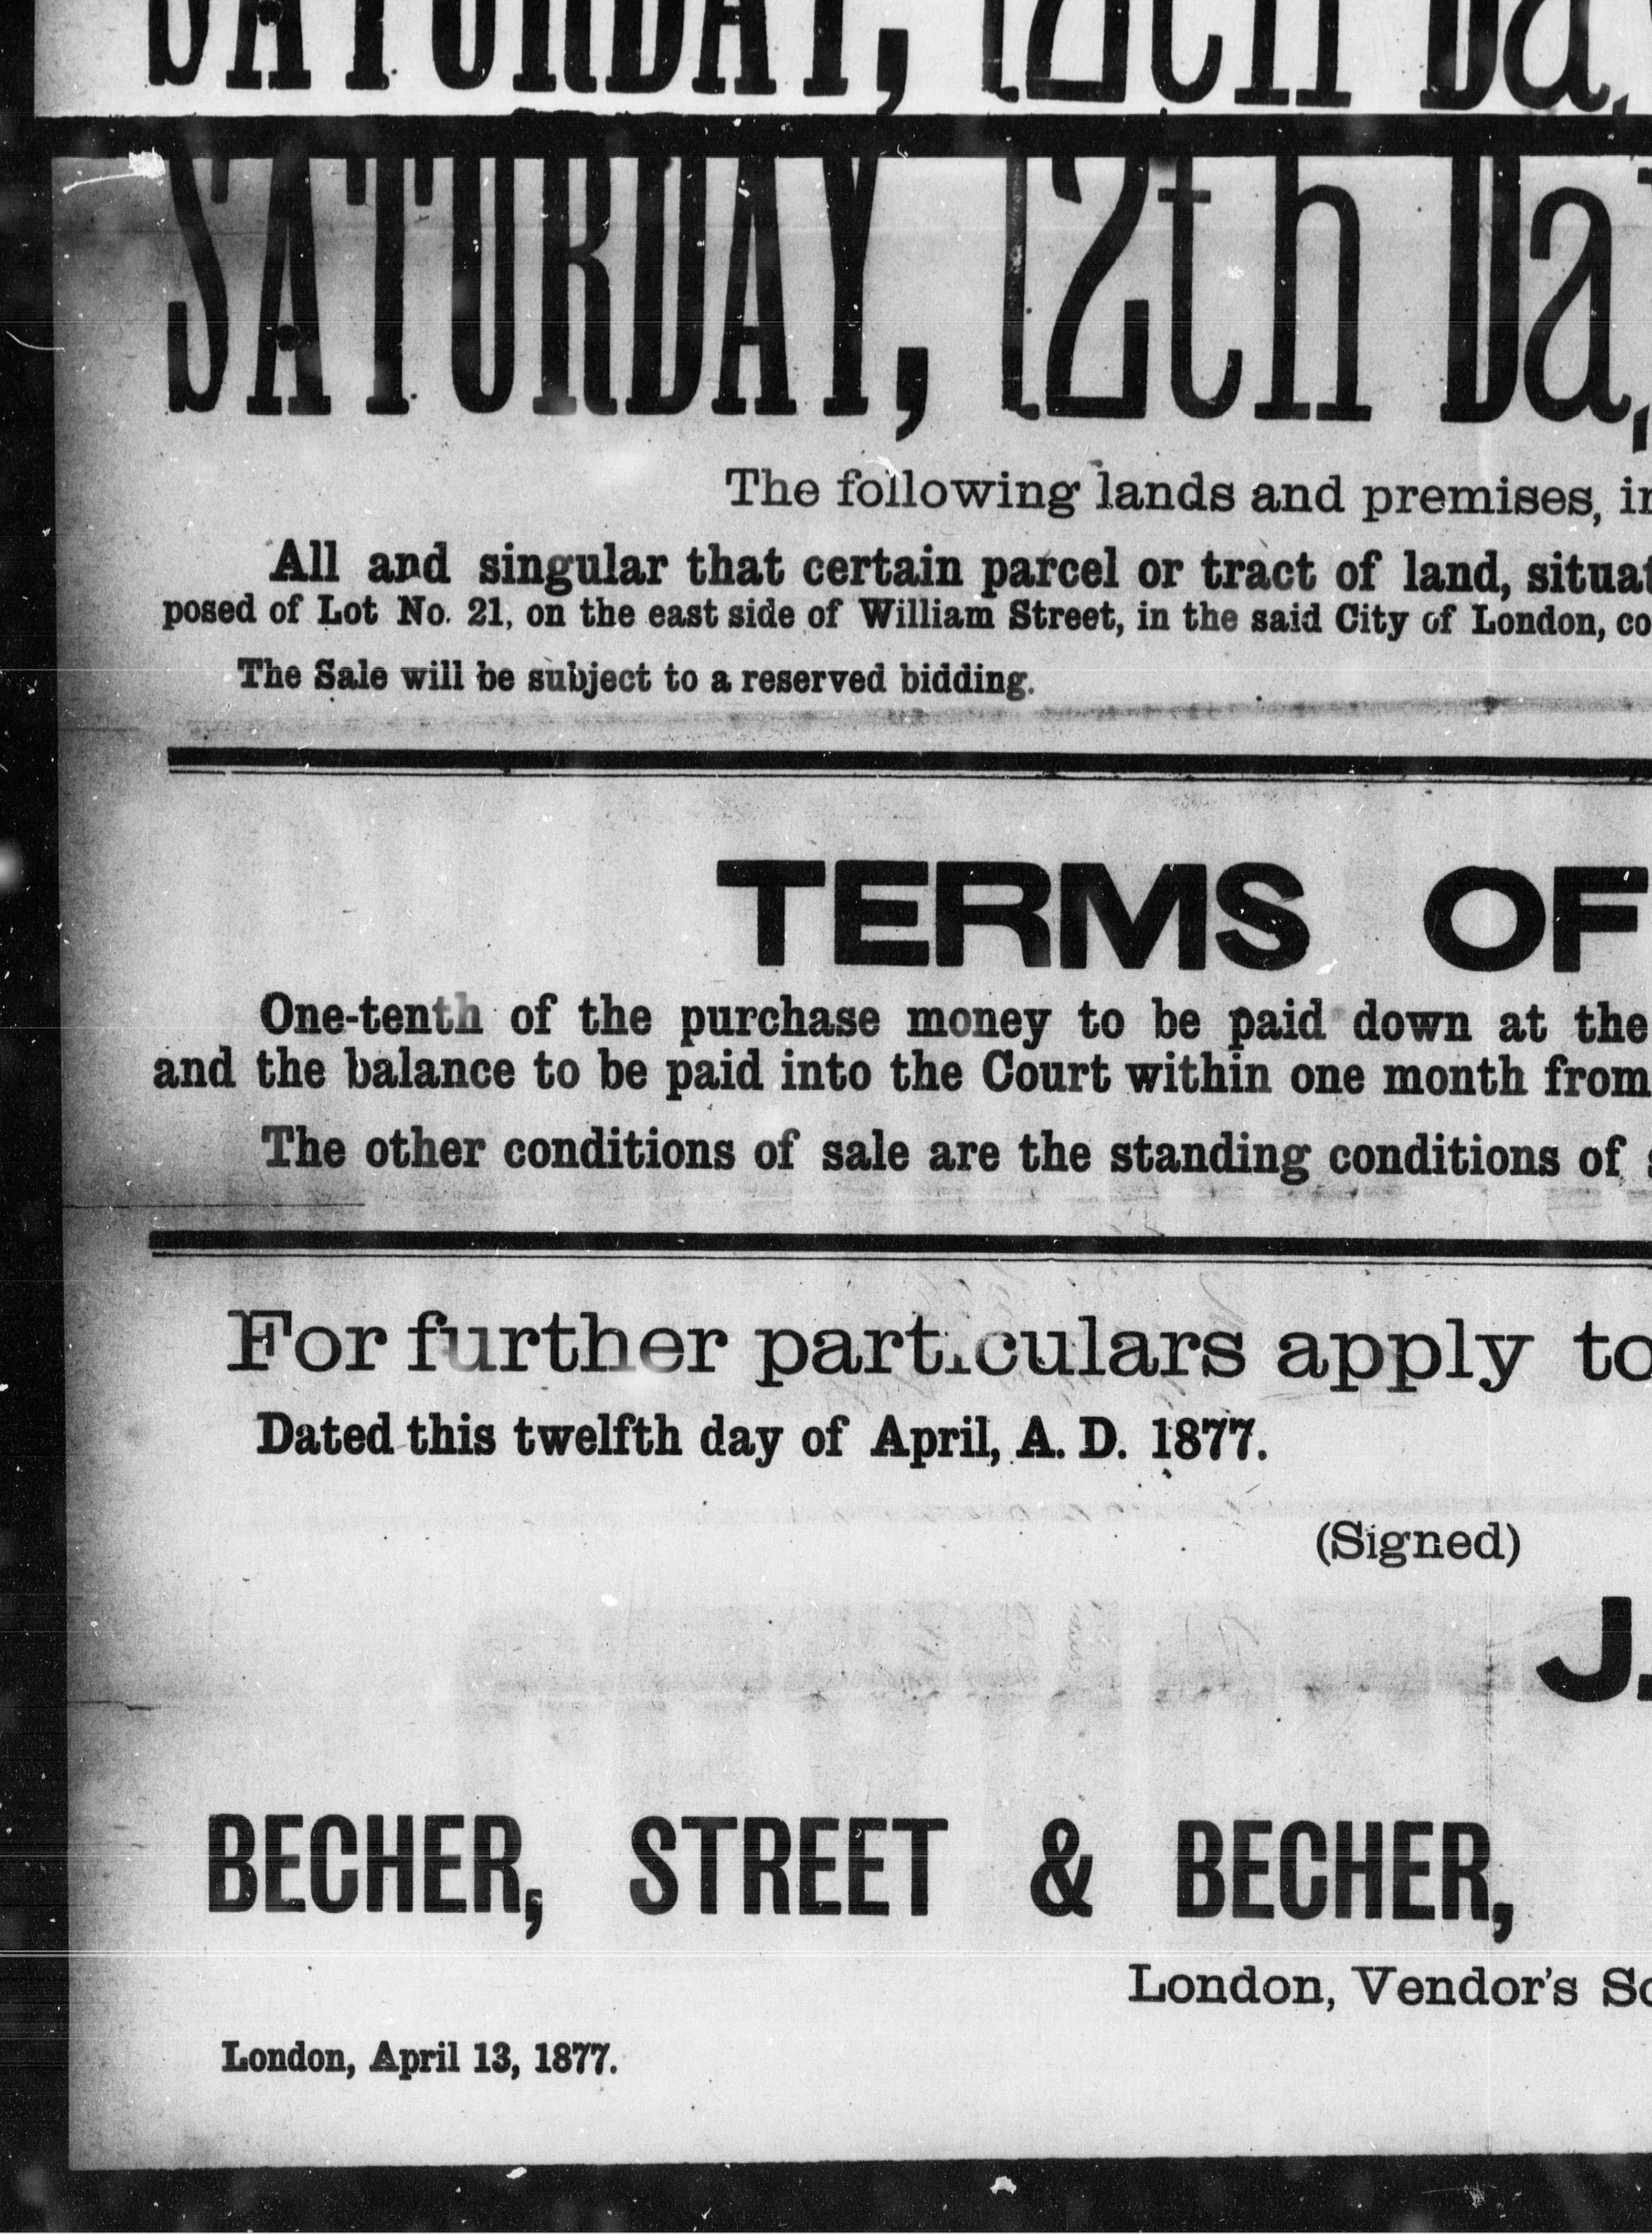 SATURDAY, 12th Da
SATURDAY, 12th Da
The following lands and premises, in
All and singular that certain parcel or tract of land, situat
posed of Lot No. 21, on the east side of William Street, in the said City of London, co
The Sale will be subject to a reserved bidding.
TERMS OF
One-tenth of the purchase money to be paid down at the
and the balance to be paid into the Court within one month from
The other conditions of sale are the standing conditions of
For further particulars apply to
Dated this twelfth day of April, A. D. 1877.
(Signed)
J.
BECHER, STREET & BECHER,
London, Vendor's So
London, April 13, 1877.